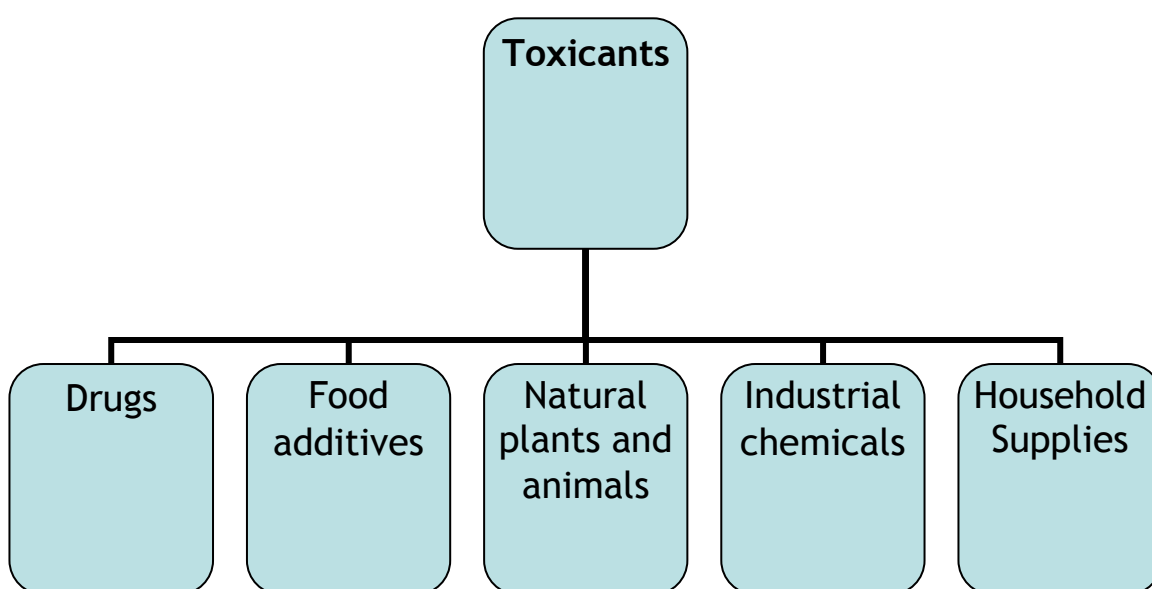 Toxicants
Drugs
Food
additives
Natural
plants and
animals
Industrial
chemicals
Household
Supplies